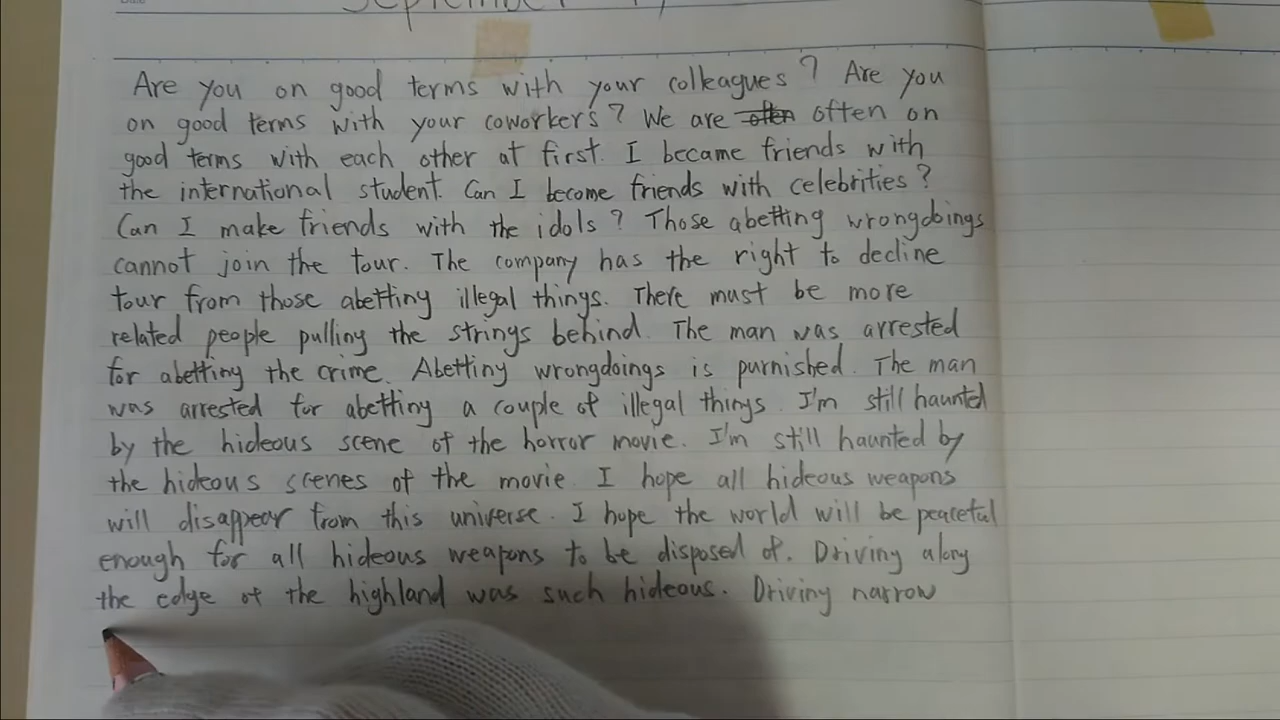 September
Are you on good terms with your colleagues? Are you
on good terms with your coworkers? We are often often on
good terms with each other at first. I became friends with
the international student. Can I become friends with celebrities?
Can I make friends with the idols? Those abetting wrongdoings
cannot join the tour. The company has the right to decline
tour from those abetting illegal things. There must be more
related people pulling the strings behind. The man was arrested
for abetting the crime. Abetting wrongdoings is purnished. The man
was arrested for abetting a couple of illegal things. I'm still haunted
by the hideous scene of the horror movie. I'm still haunted by
the hideous scenes of the movie. I hope all hideous weapons
will disappear from this universe. I hope the world will be peaceful
enough for all hideous weapons to be disposed of. Driving along
the edge of the highland was such hideous. Driving narrow